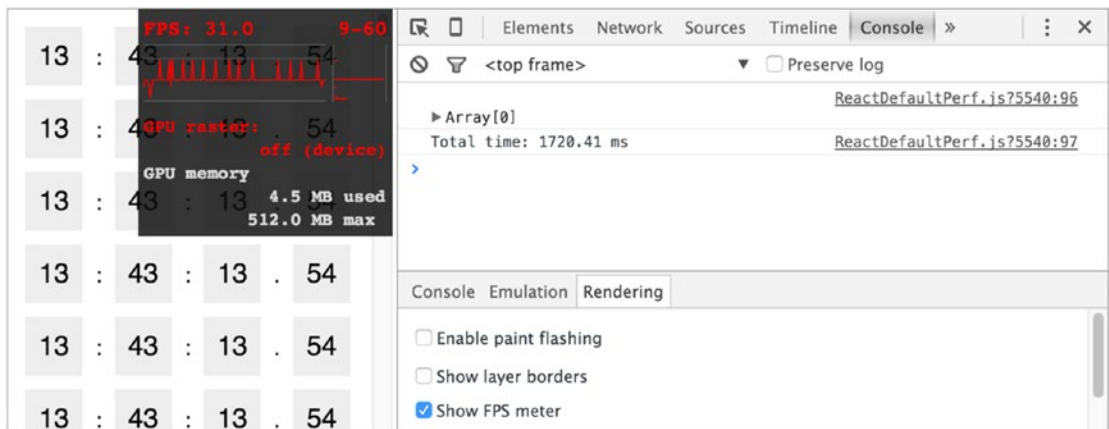 FPS: 31.0 9-60
13 : 43 : 13 . 54
GPU raster:
13 : 43 : 13 . 54
off (device)
GPU memory
4.5 MB used
13 : 43 : 13 . 54
512.0 MB max
13 : 43 : 13 . 54
13 : 43 : 13 . 54
13 : 43 : 13 . 54
Elements Network Sources Timeline Console »
<top frame> ▼ Preserve log
ReactDefaultPerf.js?5540:96
▶Array[0]
Total time: 1720.41 ms ReactDefaultPerf.js?5540:97
>
Console Emulation Rendering
Enable paint flashing
Show layer borders
Show FPS meter